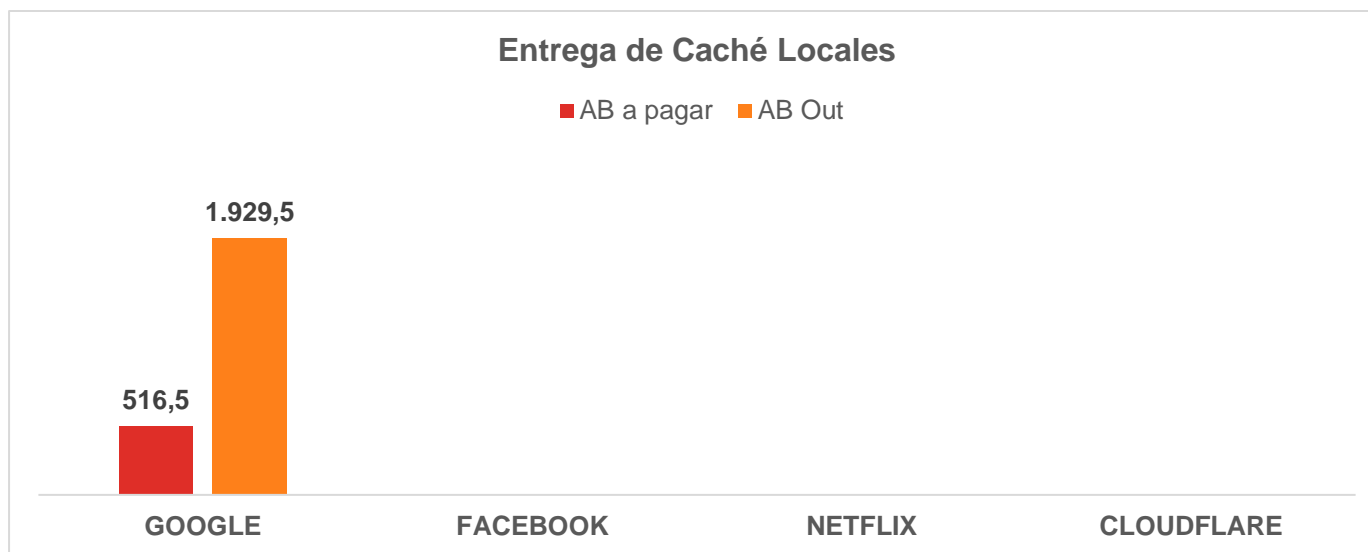 Entrega de Caché Locales
AB a pagar AB Out
1.929,5
516,5
GOOGLE FACEBOOK NETFLIX CLOUDFLARE